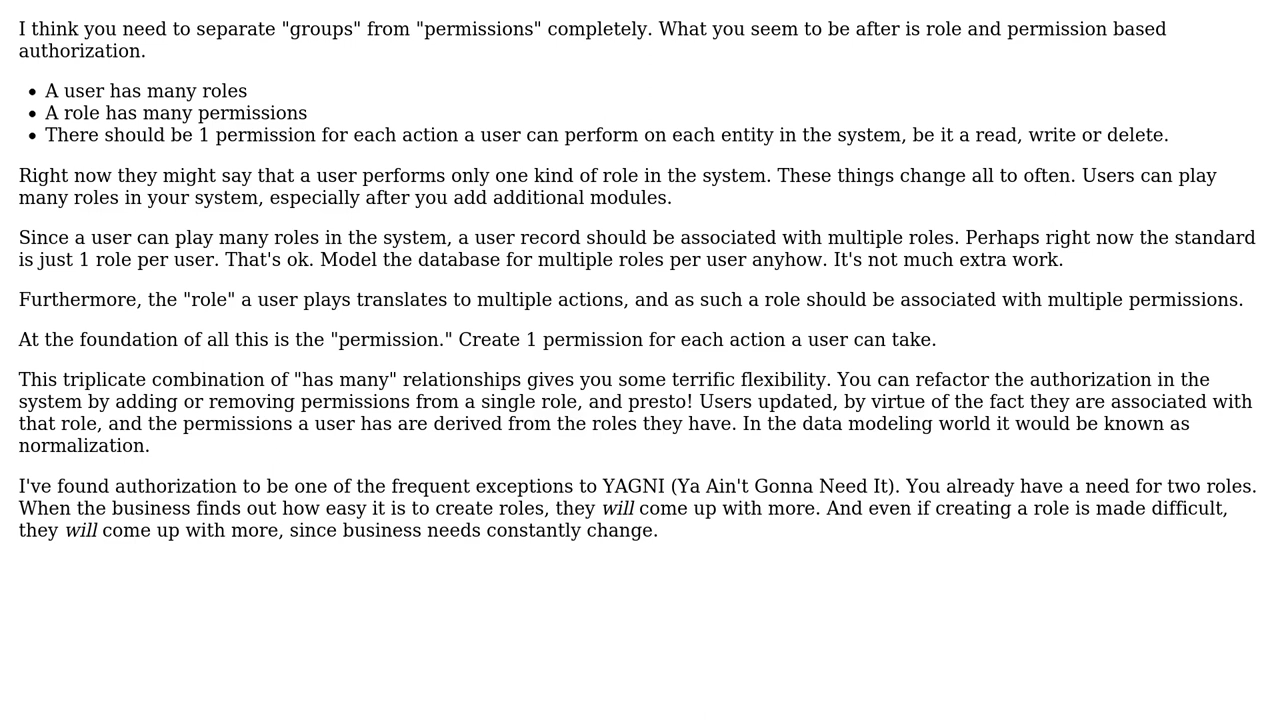 I think you need to separate "groups" from "permissions" completely. What you seem to be after is role and permission based
authorization.
• A user has many roles
• A role has many permissions
• There should be 1 permission for each action a user can perform on each entity in the system, be it a read, write or delete.
Right now they might say that a user performs only one kind of role in the system. These things change all to often. Users can play
many roles in your system, especially after you add additional modules.
Since a user can play many roles in the system, a user record should be associated with multiple roles. Perhaps right now the standard
is just 1 role per user. That's ok. Model the database for multiple roles per user anyhow. It's not much extra work.
Furthermore, the "role" a user plays translates to multiple actions, and as such a role should be associated with multiple permissions.
At the foundation of all this is the "permission." Create 1 permission for each action a user can take.
This triplicate combination of "has many" relationships gives you some terrific flexibility. You can refactor the authorization in the
system by adding or removing permissions from a single role, and presto! Users updated, by virtue of the fact they are associated with
that role, and the permissions a user has are derived from the roles they have. In the data modeling world it would be known as
normalization.
I've found authorization to be one of the frequent exceptions to YAGNI (Ya Ain't Gonna Need It). You already have a need for two roles.
When the business finds out how easy it is to create roles, they will come up with more. And even if creating a role is made difficult,
they will come up with more, since business needs constantly change.